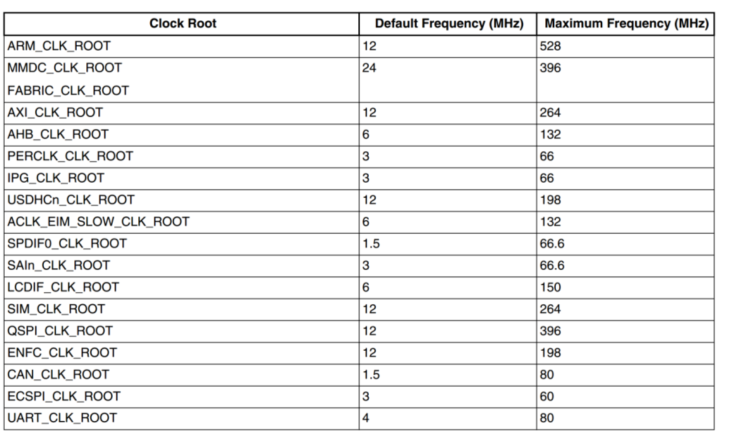 Clock Root Default Frequency (MHz) Maximum Frequency (MHz)
ARM_CLK_ROOT 12 528
MMDC_CLK_ROOT 24 396
FABRIC_CLK_ROOT
AXI_CLK_ROOT 12 264
AHB_CLK_ROOT 6 132
PERCLK_CLK_ROOT 3 66
IPG_CLK_ROOT 3 66
USDHCn_CLK_ROOT 12 198
ACLK_EIM_SLOW_CLK_ROOT 6 132
SPDIF0_CLK_ROOT 1.5 66.6
SAIn_CLK_ROOT 3 66.6
LCDIF_CLK_ROOT 6 150
SIM_CLK_ROOT 12 264
QSPI_CLK_ROOT 12 396
ENFC_CLK_ROOT 12 198
CAN_CLK_ROOT 1.5 80
ECSPI_CLK_ROOT 3 60
UART_CLK_ROOT 4 80